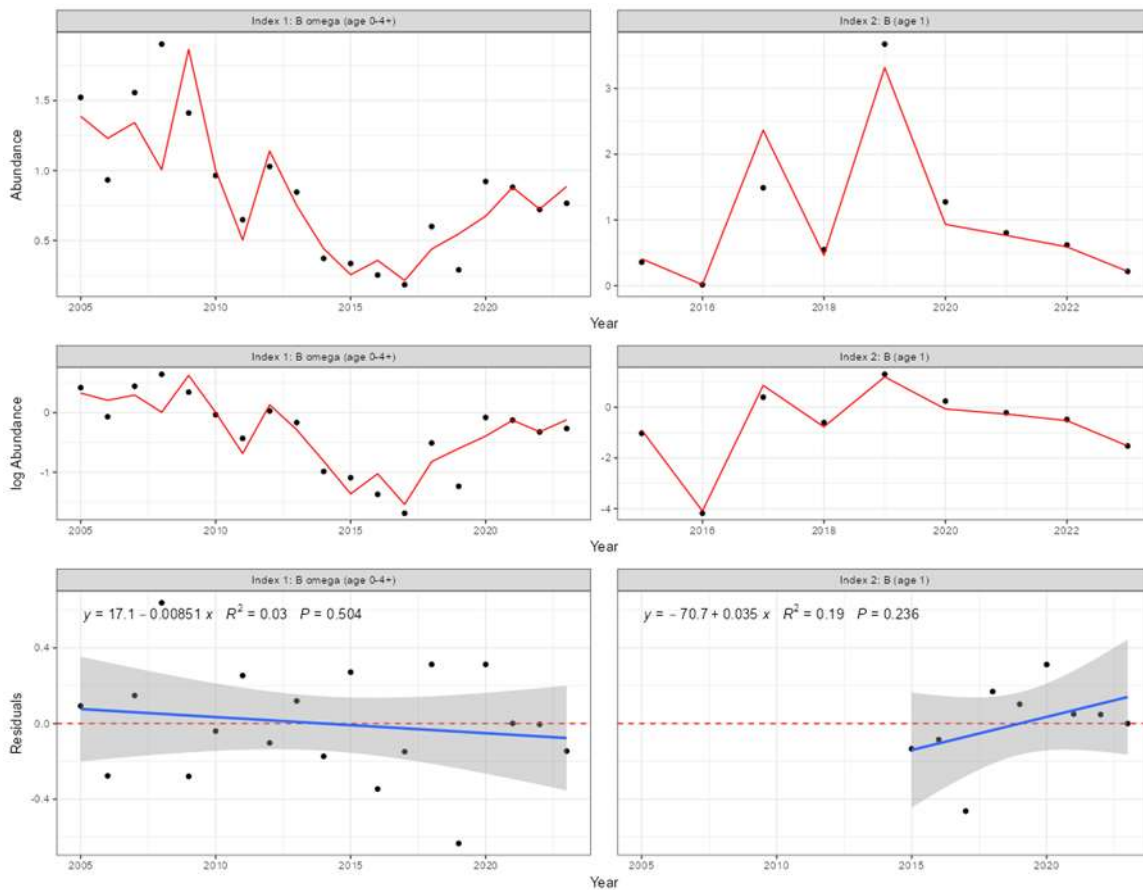 Index 1: B omega (age 0-4+)
Index 2: B (age 1)
Abundance
1.5
1.0
0.5
3
2
1
0
2005
2010
2015
2020
2016
2018
2020
2022
Year
Year
Index 1: B omega (age 0-4+)
Index 2: B (age 1)
log Abundance
0
-1
0
-2
-4
2005
2010
2015
2020
2016
2018
2020
2022
Year
Year
Index 1: B omega (age 0-4+)
Index 2: B (age 1)
y = 17.1 − 0.00851 x R² = 0.03 P = 0.504
y = − 70.7 + 0.035 x R² = 0.19 P = 0.236
Residuals
0.4
0.0
-0.4
2005
2010
2015
2020
2005
2010
2015
2020
Year
Year